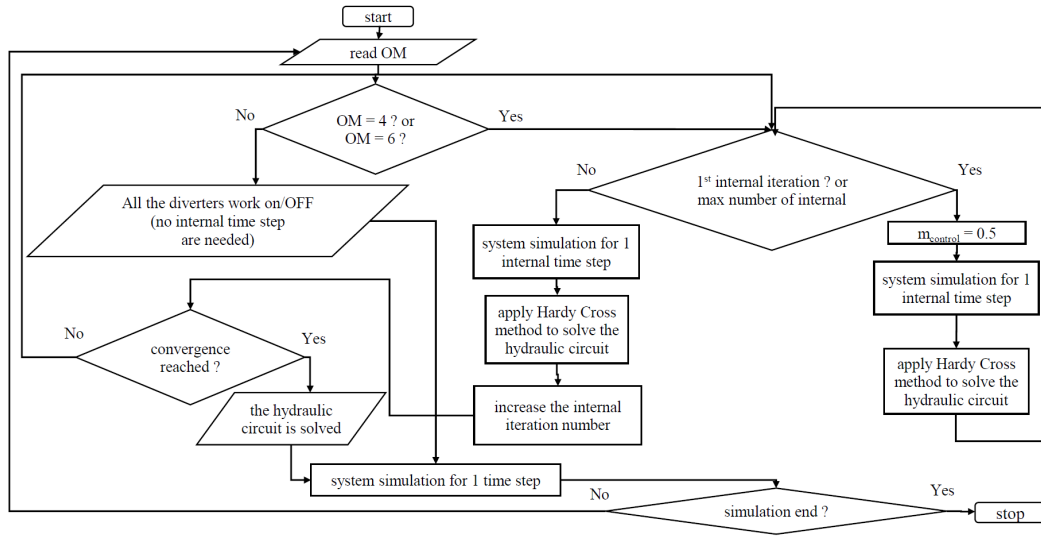 start
read OM
No
OM = 4 ? or
OM = 6 ?
Yes
No
1st internal iteration ? or
max number of internal
Yes
All the diverters work on/OFF
(no internal time step
are needed)
m_control = 0.5
system simulation for 1
internal time step
system simulation for 1
internal time step
apply Hardy Cross
method to solve the
hydraulic circuit
No
convergence
reached ?
Yes
apply Hardy Cross
method to solve the
hydraulic circuit
the hydraulic
circuit is solved
increase the internal
iteration number
system simulation for 1 time step
No
simulation end ?
Yes
stop